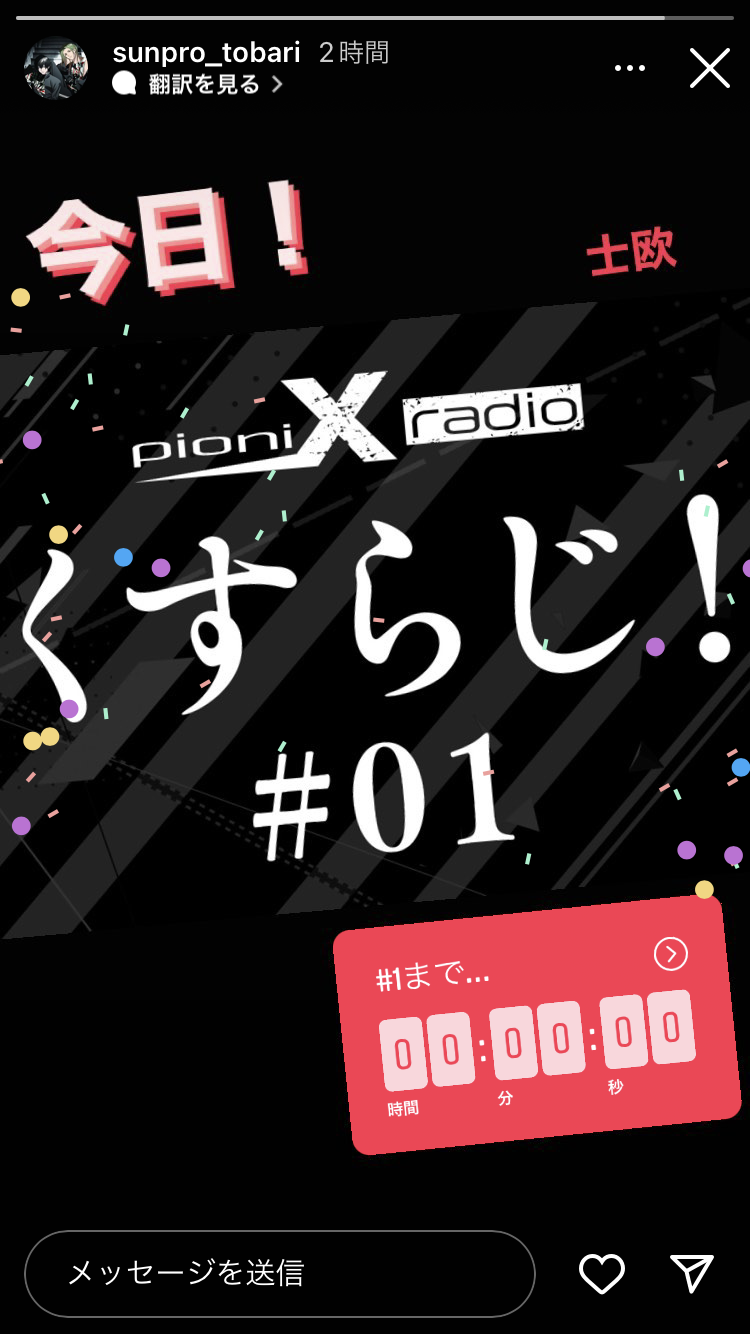 sunpro_tobari 2時間
翻訳を見る
今日！
士欧
pioniX radio
くすらじ！
#01
#1まで...
00:00:00
時間 分 秒
メッセージを送信